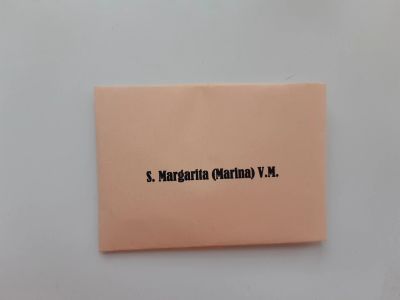 S. Margarita (Marina) V.M.